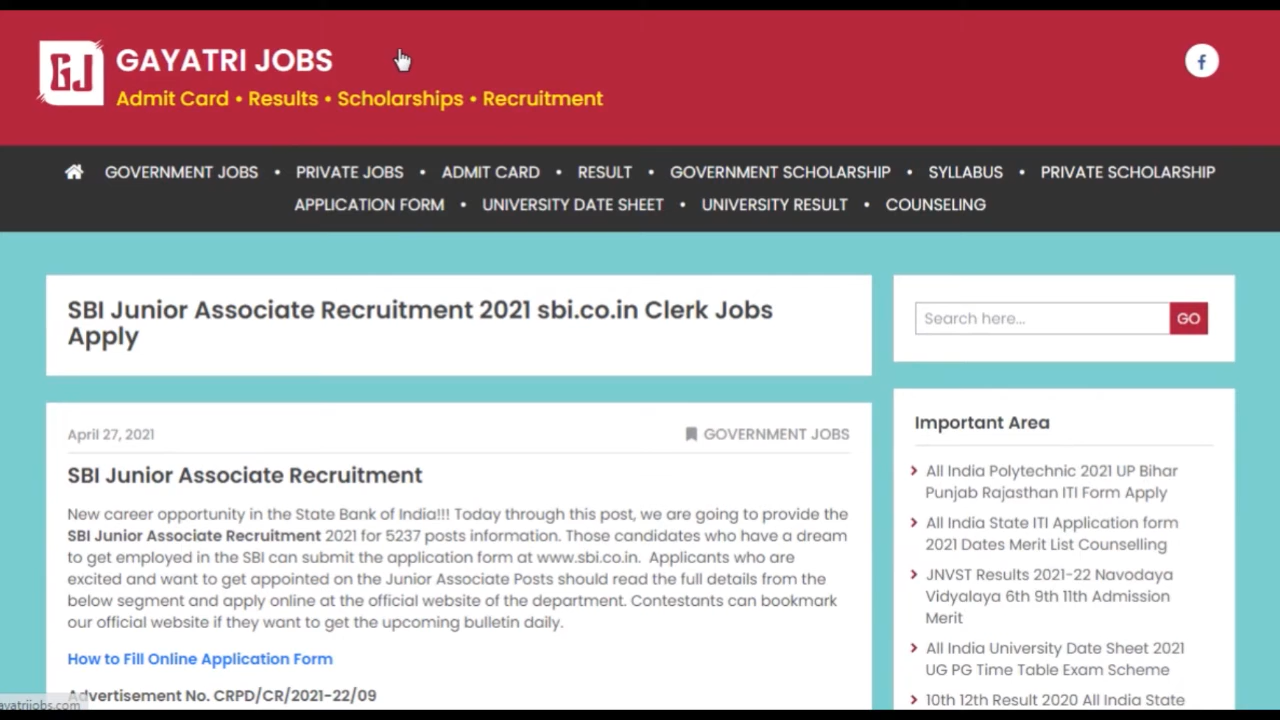 GJ
GAYATRI JOBS
Admit Card • Results • Scholarships • Recruitment
f
GOVERNMENT JOBS • PRIVATE JOBS • ADMIT CARD • RESULT • GOVERNMENT SCHOLARSHIP • SYLLABUS • PRIVATE SCHOLARSHIP
APPLICATION FORM • UNIVERSITY DATE SHEET • UNIVERSITY RESULT • COUNSELING
SBI Junior Associate Recruitment 2021 sbi.co.in Clerk Jobs
Apply
April 27, 2021
GOVERNMENT JOBS
SBI Junior Associate Recruitment
New career opportunity in the State Bank of India!!! Today through this post, we are going to provide the
SBI Junior Associate Recruitment 2021 for 5237 posts information. Those candidates who have a dream
to get employed in the SBI can submit the application form at www.sbi.co.in. Applicants who are
excited and want to get appointed on the Junior Associate Posts should read the full details from the
below segment and apply online at the official website of the department. Contestants can bookmark
our official website if they want to get the upcoming bulletin daily.
How to Fill Online Application Form
Advertisement No. CRPD/CR/2021-22/09
avatrijobs.com
Search here...
GO
Important Area
All India Polytechnic 2021 UP Bihar
Punjab Rajasthan ITI Form Apply
All India State ITI Application form
2021 Dates Merit List Counselling
JNVST Results 2021-22 Navodaya
Vidyalaya 6th 9th 11th Admission
Merit
All India University Date Sheet 2021
UG PG Time Table Exam Scheme
10th 12th Result 2020 All India State